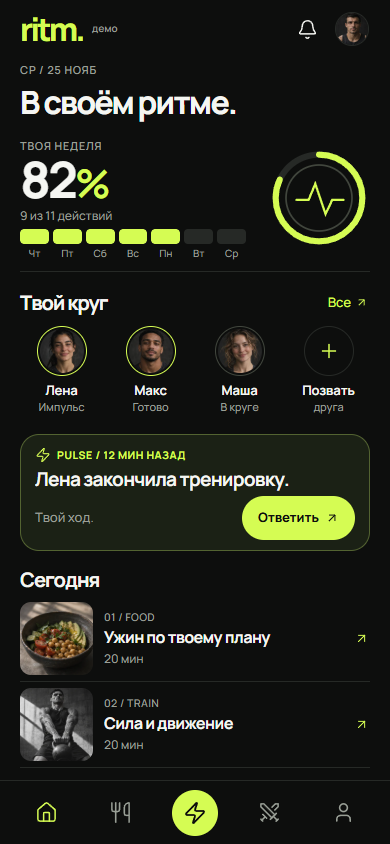 ritm. демо
СР / 25 НОЯБ
В своём ритме.
ТВОЯ НЕДЕЛЯ
82%
9 из 11 действий
Чт Пт Сб Вс Пн Вт Ср
Твой круг
Все
Лена Макс Маша Позвать
Импульс Готово В круге друга
PULSE / 12 МИН НАЗАД
Лена закончила тренировку.
Твой ход.
Ответить
Сегодня
01 / FOOD
Ужин по твоему плану
20 мин
02 / TRAIN
Сила и движение
20 мин